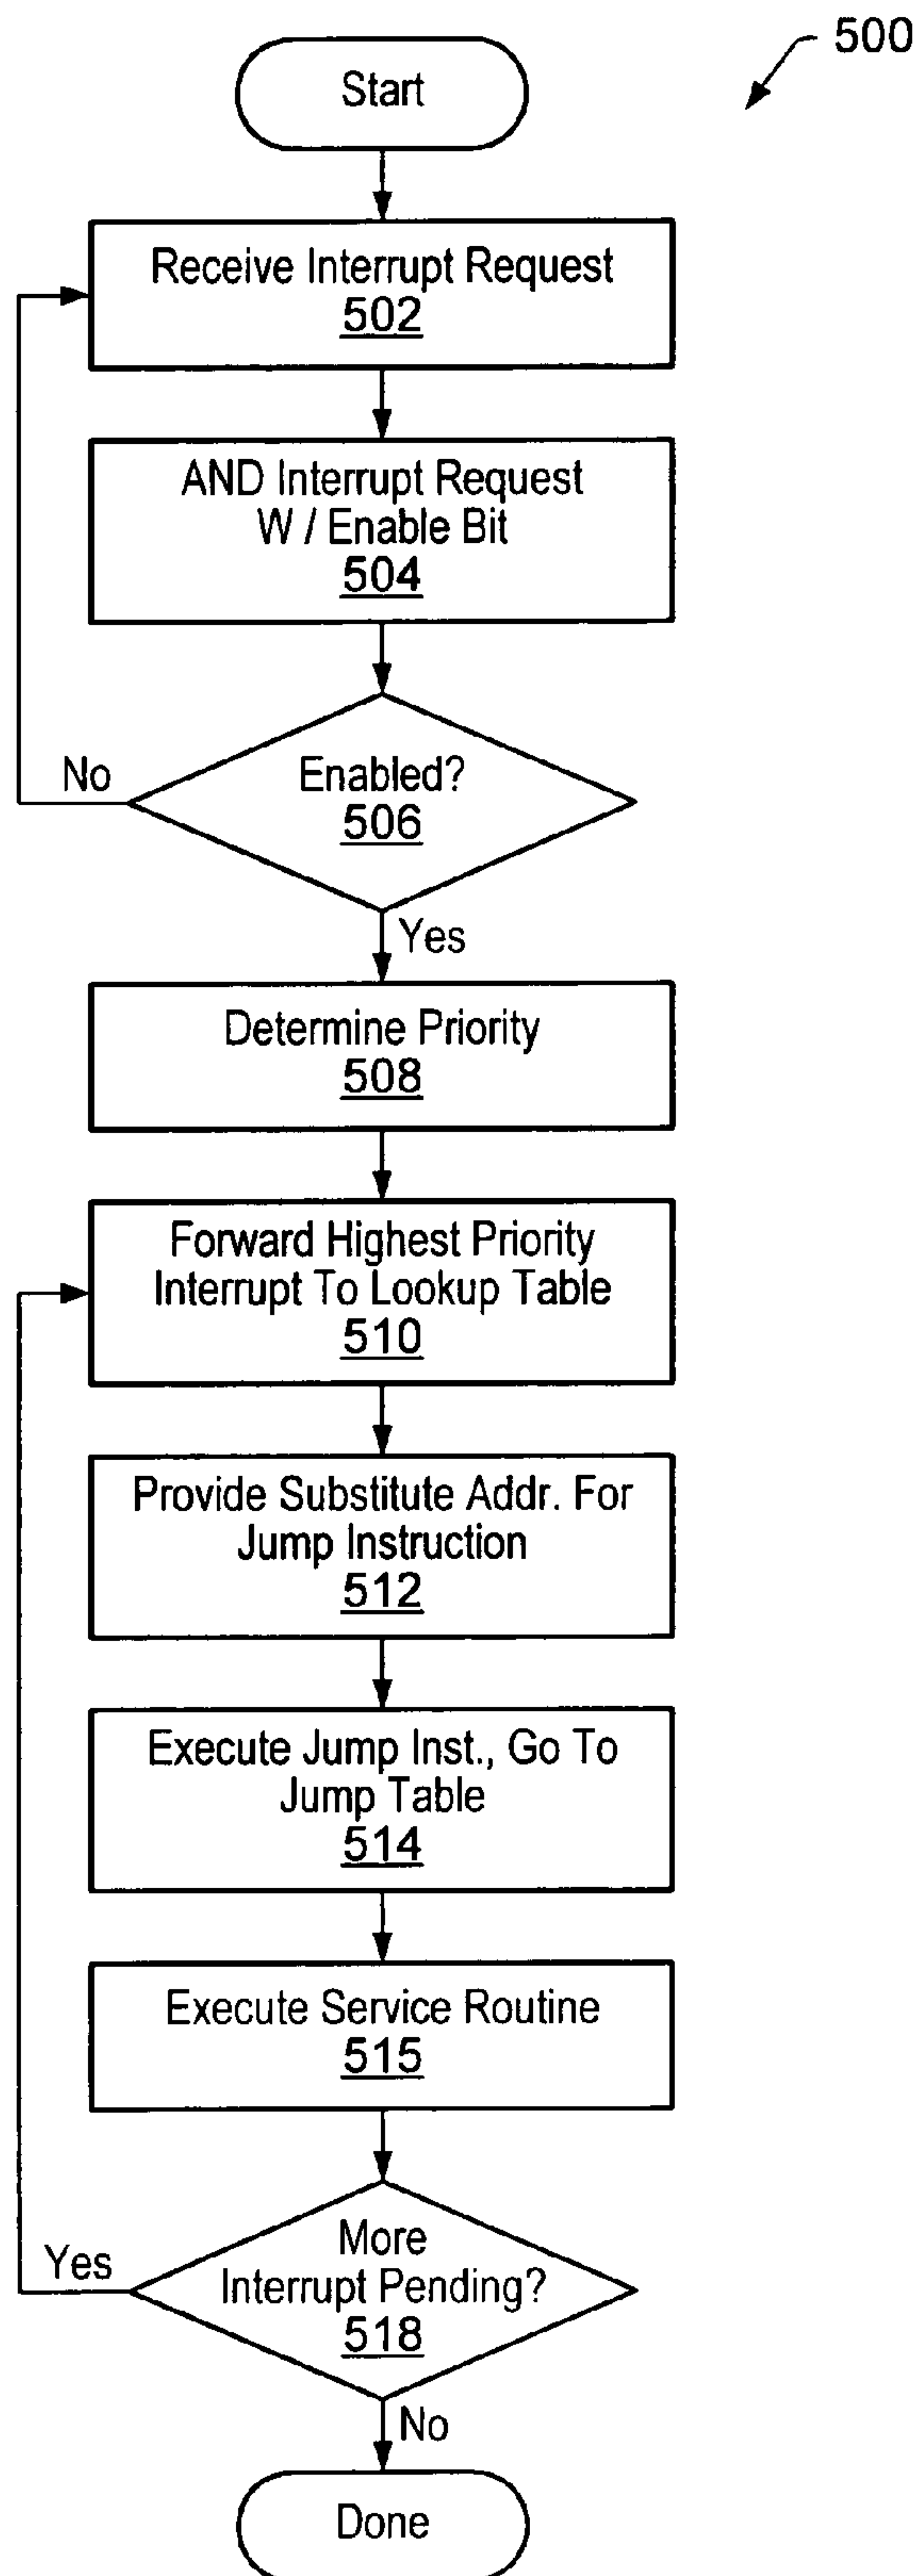 500
Start
Receive Interrupt Request
502
AND Interrupt Request
W / Enable Bit
504
No
Enabled?
506
Yes
Determine Priority
508
Forward Highest Priority
Interrupt To Lookup Table
510
Provide Substitute Addr. For
Jump Instruction
512
Execute Jump Inst., Go To
Jump Table
514
Execute Service Routine
515
Yes
More
Interrupt Pending?
518
No
Done